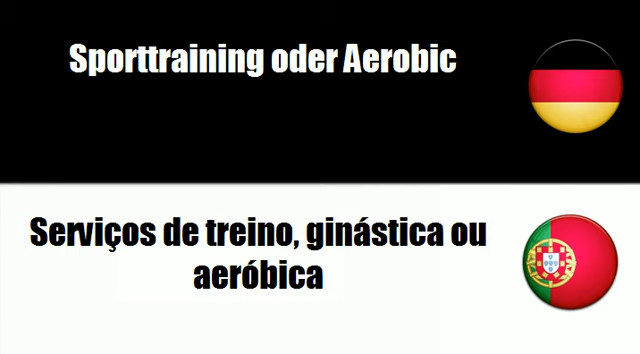 Sporttraining oder Aerobic
Serviços de treino, ginástica ou
aeróbica